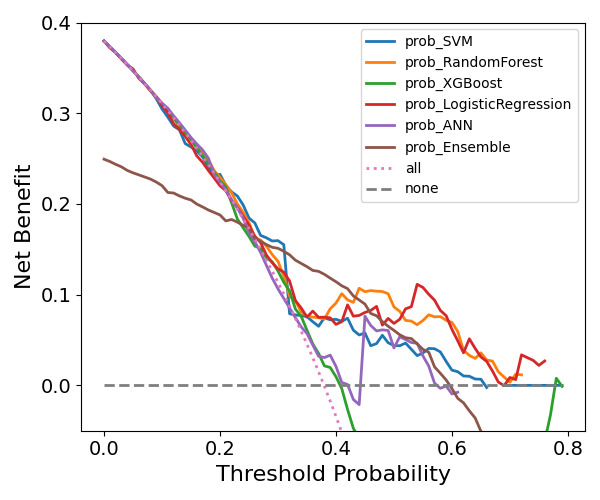 0.4
0.3
0.2
0.1
0.0
Net Benefit
prob_SVM
prob_RandomForest
prob_XGBoost
prob_LogisticRegression
prob_ANN
prob_Ensemble
all
none
0.0 0.2 0.4 0.6 0.8
Threshold Probability